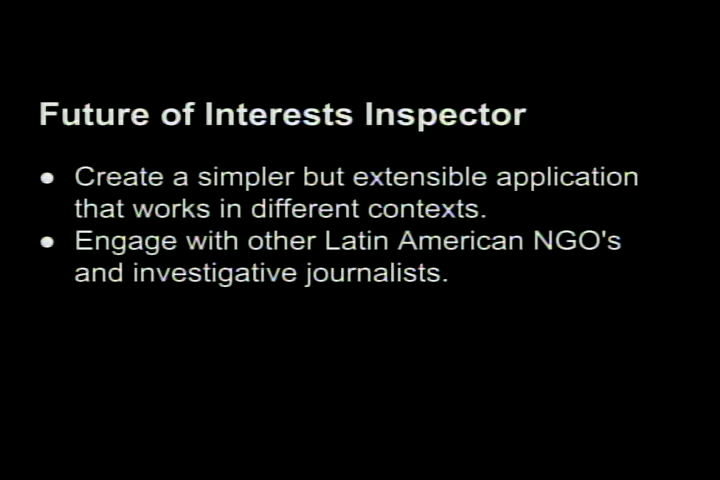 Future of Interests Inspector
● Create a simpler but extensible application
that works in different contexts.
● Engage with other Latin American NGO's
and investigative journalists.